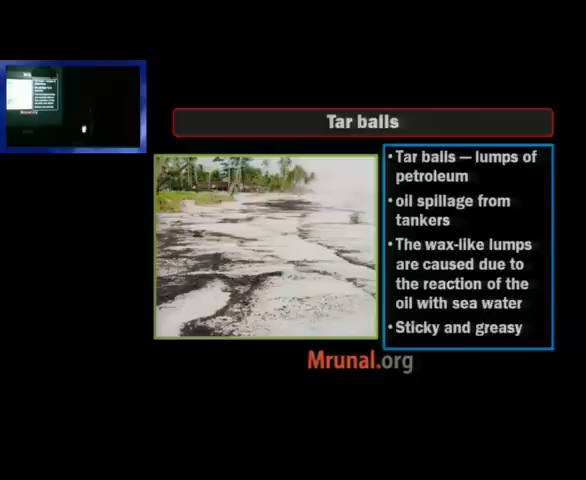 Tar balls
• Tar balls — lumps of
petroleum
• oil spillage from
tankers
• The wax-like lumps
are caused due to
the reaction of the
oil with sea water
• Sticky and greasy
Mrunal.org